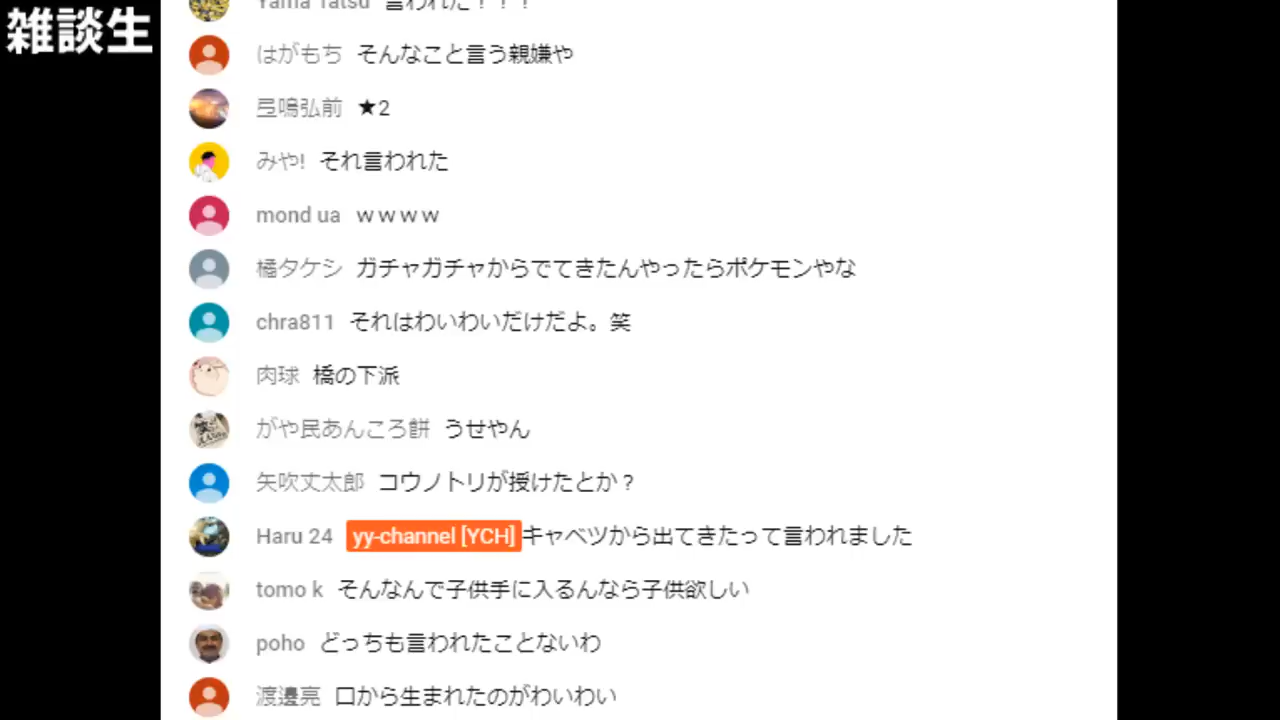 雑談生
Yama Tatsu 言われた！！！
はがもち そんなこと言う親嫌や
弖鳴弘前 ★2
みや! それ言われた
mond ua ｗｗｗｗ
橘タケシ ガチャガチャからでてきたんやったらポケモンやな
chra811 それはわいわいだけだよ。笑
肉球 橋の下派
がや民あんころ餅 うせやん
矢吹丈太郎 コウノトリが授けたとか？
Haru 24 yy-channel [YCH] キャベツから出てきたって言われました
tomo k そんなんで子供手に入るんなら子供欲しい
poho どっちも言われたことないわ
渡邊亮 口から生まれたのがわいわい